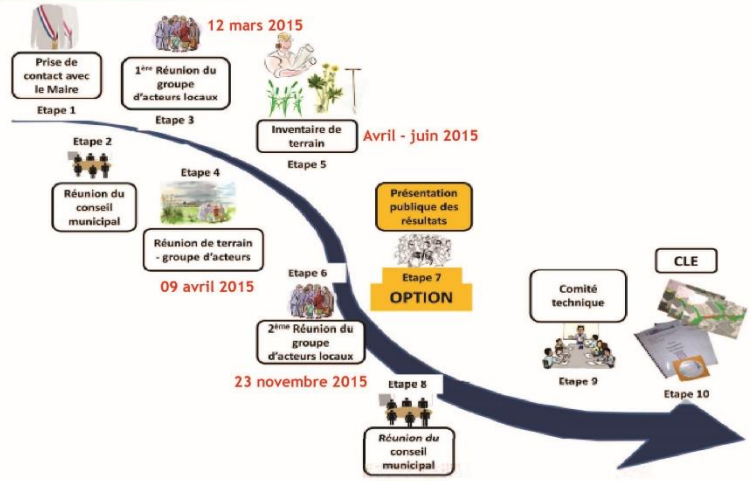 Prise de
contact avec
le Maire
Etape 1
12 mars 2015
1ère Réunion du
groupe
d'acteurs locaux
Etape 3
Inventaire de
terrain
Etape 5
Avril - juin 2015
Etape 2
Réunion du
conseil
municipal
Etape 4
Réunion de terrain
- groupe d'acteurs
09 avril 2015
Présentation
publique des
résultats
Etape 7
OPTION
Etape 6
2ème Réunion du
groupe
d'acteurs locaux
23 novembre 2015
Etape 8
Réunion du
conseil
municipal
Comité
technique
Etape 9
CLE
Etape 10